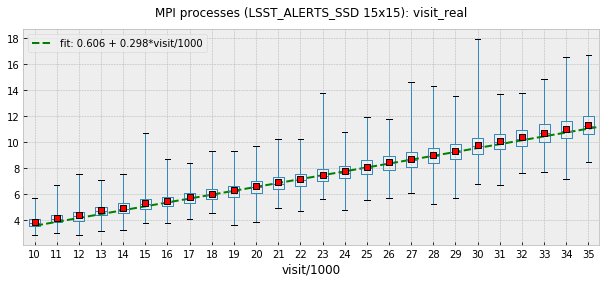 MPI processes (LSST_ALERTS_SSD 15x15): visit_real
18
fit: 0.606 + 0.298*visit/1000
16
14
12
10
8
6
4
10 11 12 13 14 15 16 17 18 19 20 21 22 23 24 25 26 27 28 29 30 31 32 33 34 35
visit/1000